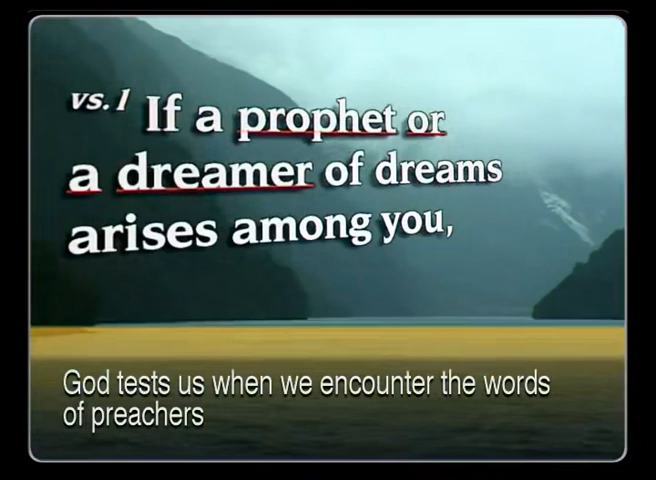 vs.1 If a prophet or
a dreamer of dreams
arises among you,
God tests us when we encounter the words
of preachers